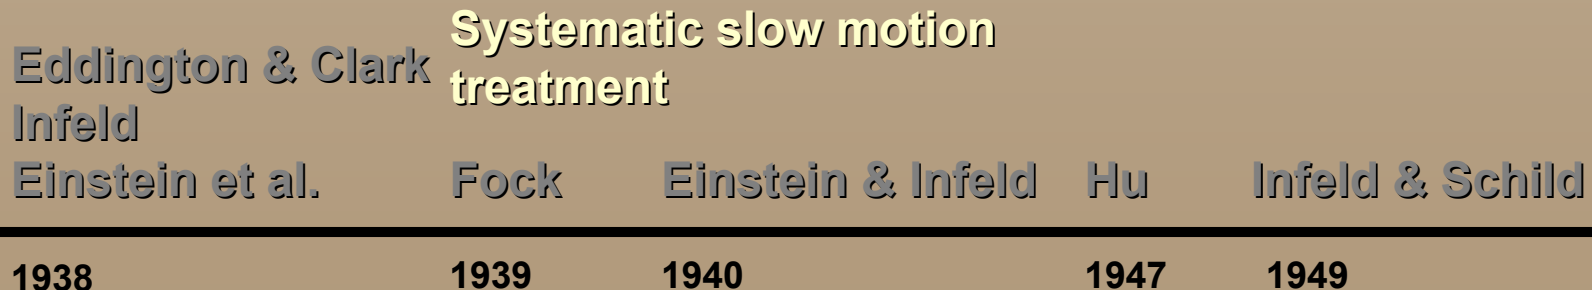 Systematic slow motion
treatment
Eddington & Clark
Infeld
Einstein et al.
Fock
Einstein & Infeld
Hu
Infeld & Schild
1938
1939
1940
1947
1949